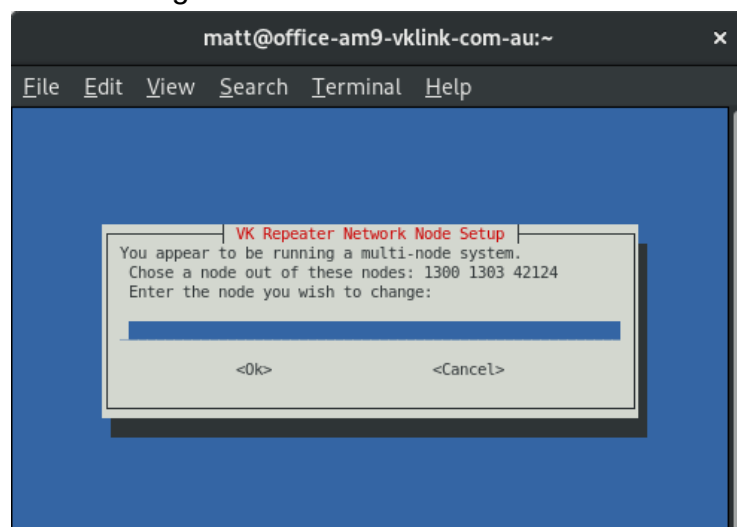 matt@office-am9-vklink-com-au:~ ×
File Edit View Search Terminal Help
VK Repeater Network Node Setup
You appear to be running a multi-node system.
Chose a node out of these nodes: 1300 1303 42124
Enter the node you wish to change:
<Ok> <Cancel>